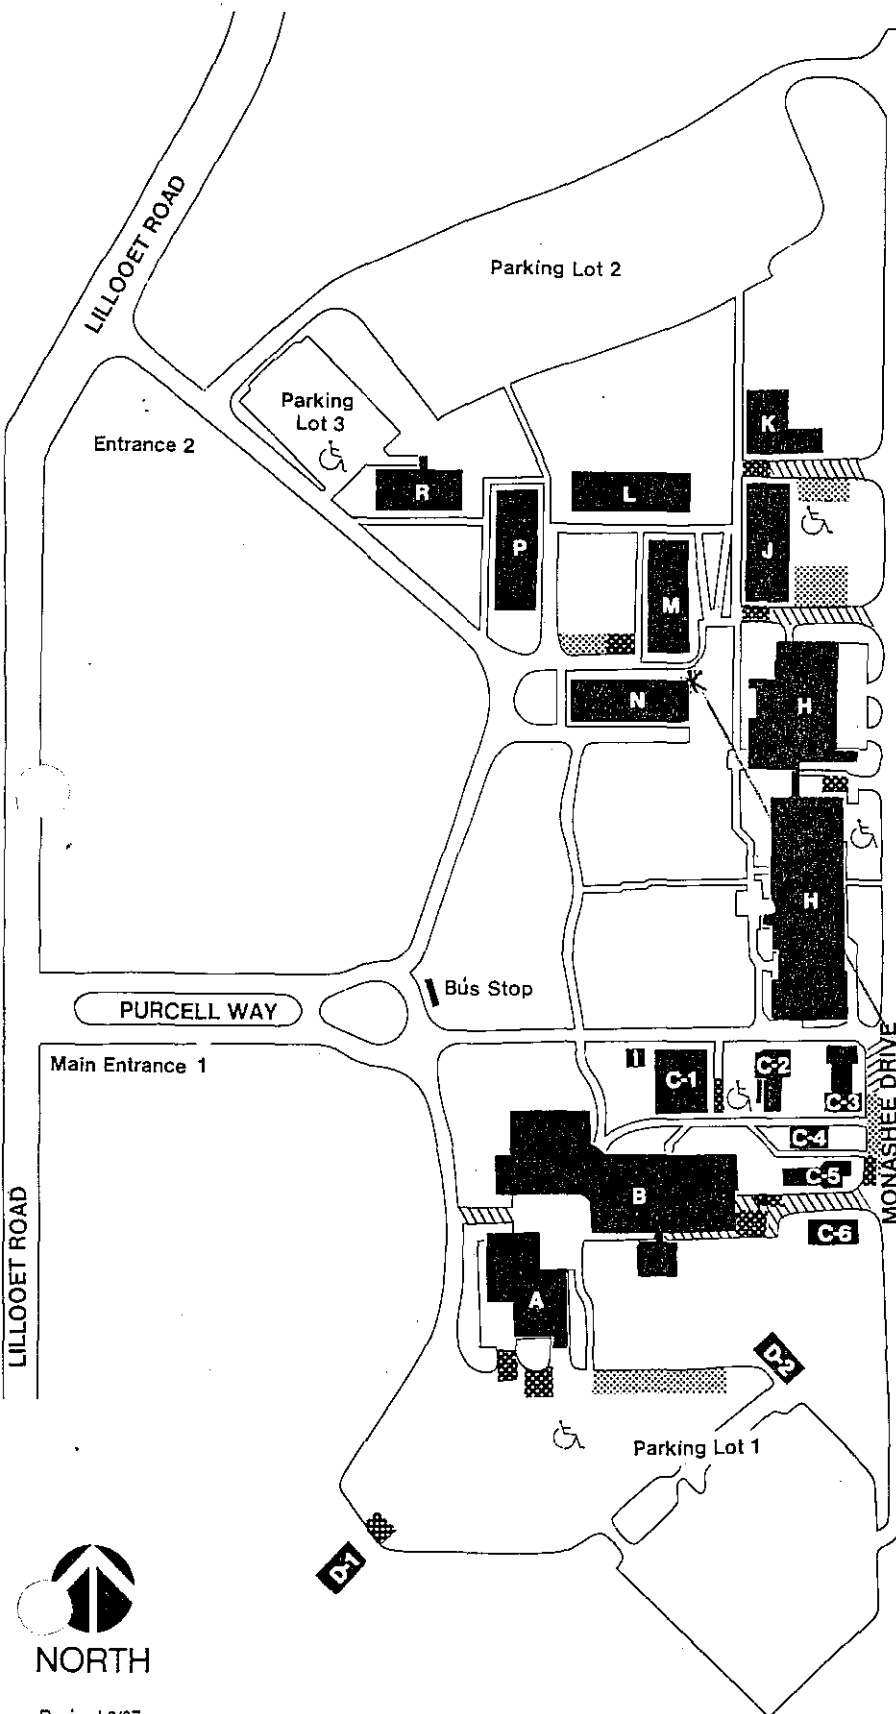 LILLOOET ROAD
Parking Lot 2
Parking
Lot 3
Entrance 2
K
R
L
P
J
M
H
N
H
Bus Stop
PURCELL WAY
Main Entrance 1
MONASHEE DRIVE
I
C-1
C-2
C-3
C-4
C-5
B
C-6
LILLOOET ROAD
A
D-2
Parking Lot 1
D-1
NORTH